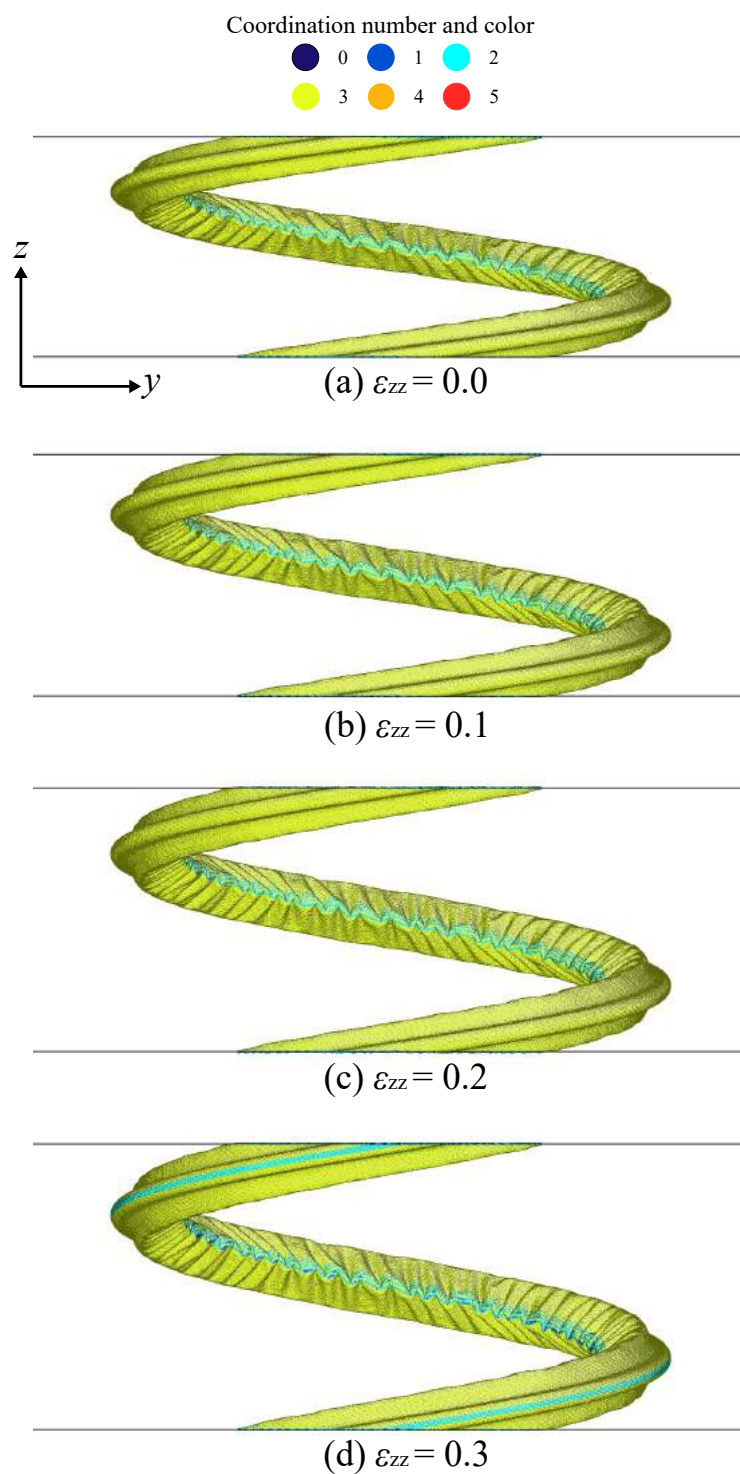 Coordination number and color
0 1 2
3 4 5
z
y
(a) εzz = 0.0
(b) εzz = 0.1
(c) εzz = 0.2
(d) εzz = 0.3